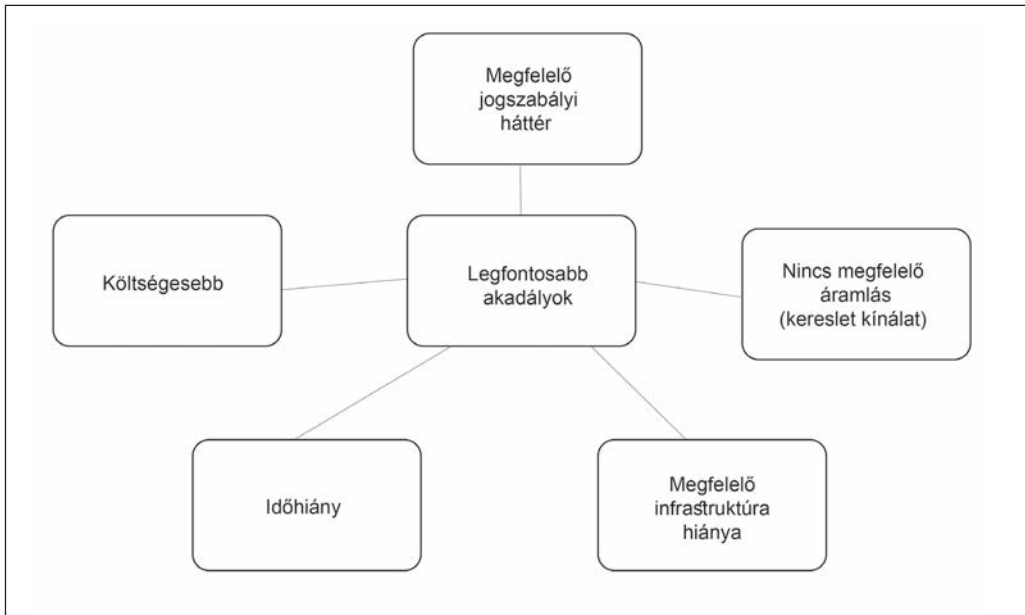 Megfelelő
jogszabályi
háttér
Költségesebb
Legfontosabb
akadályok
Nincs megfelelő
áramlás
(kereslet kínálat)
Időhiány
Megfelelő
infrastruktúra
hiánya